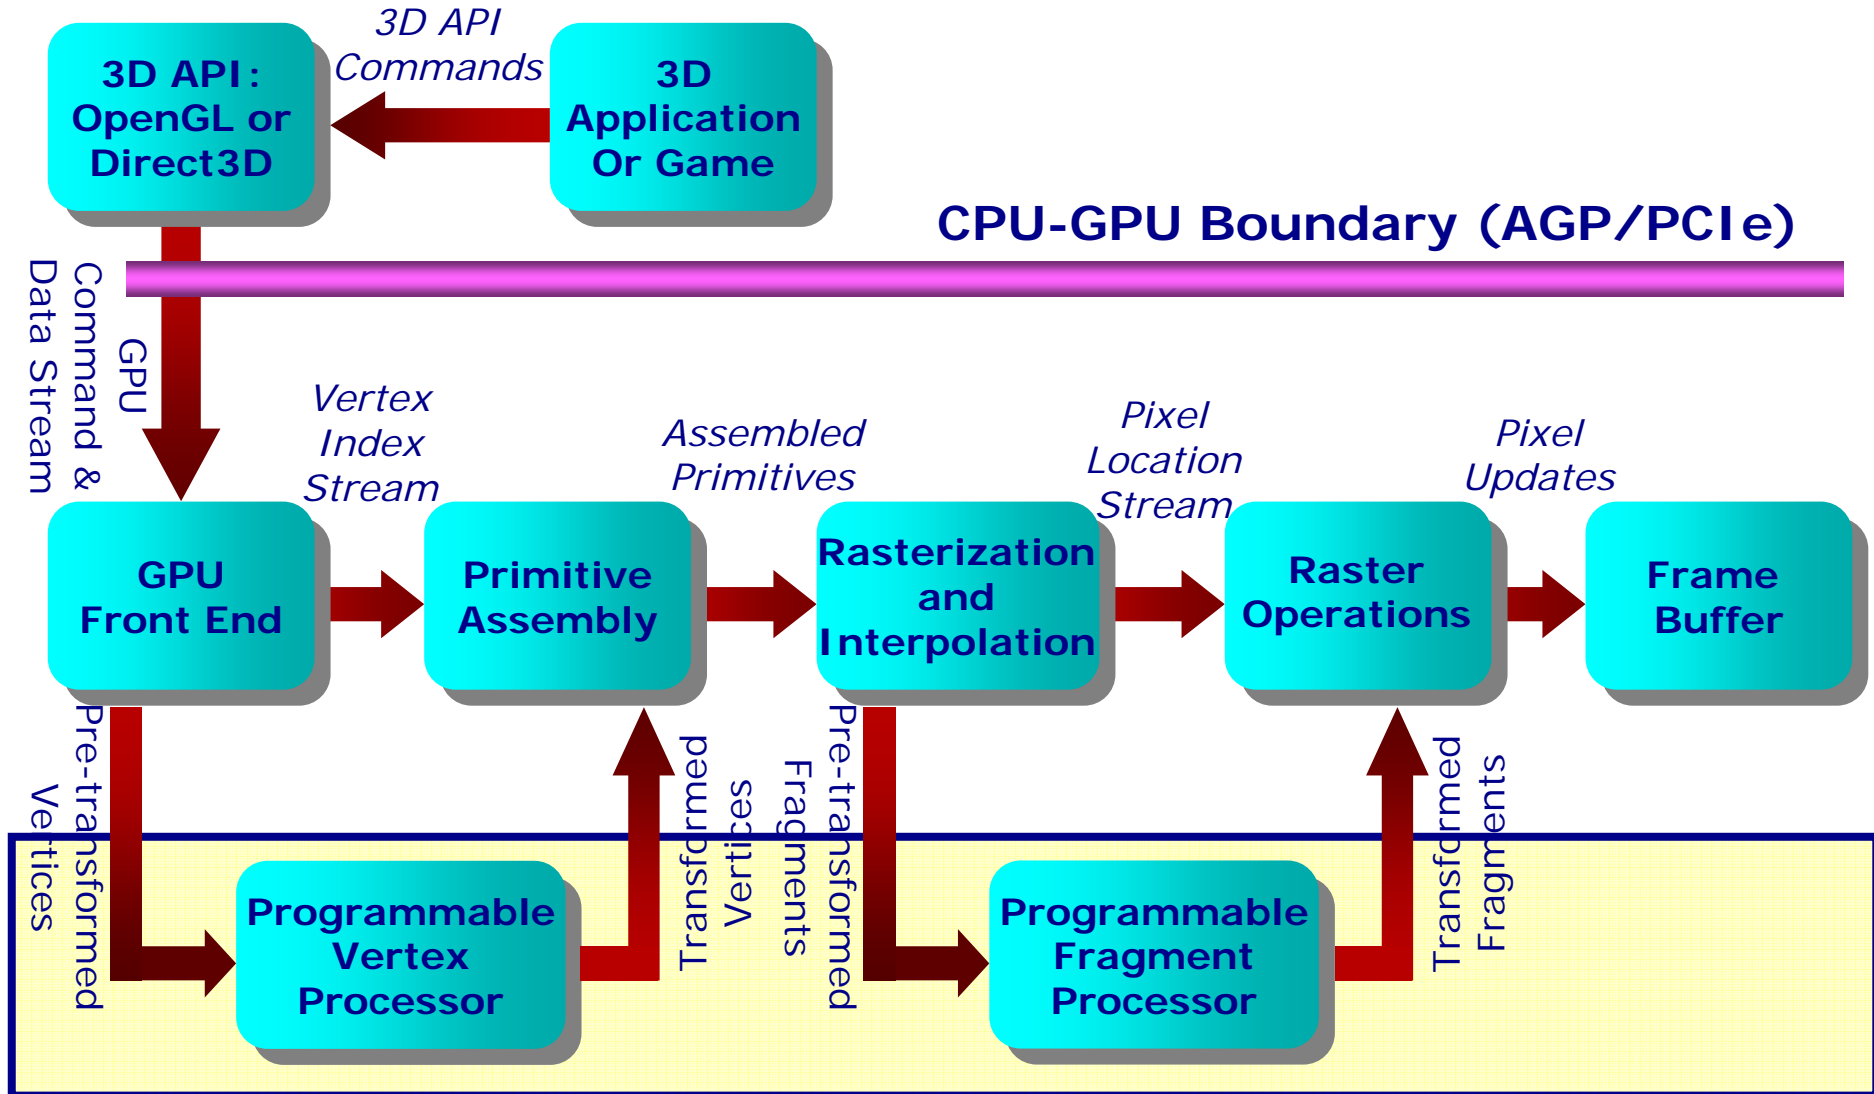 3D API
Commands
3D API:
OpenGL or
Direct3D
3D
Application
Or Game
CPU-GPU Boundary (AGP/PCIe)
GPU
Command &
Data Stream
Vertex
Index
Stream
Assembled
Primitives
Pixel
Location
Stream
Pixel
Updates
GPU
Front End
Primitive
Assembly
Rasterization
and
Interpolation
Raster
Operations
Frame
Buffer
Pre-transformed
Vertices
Transformed
Vertices
Pre-transformed
Fragments
Transformed
Fragments
Programmable
Vertex
Processor
Programmable
Fragment
Processor